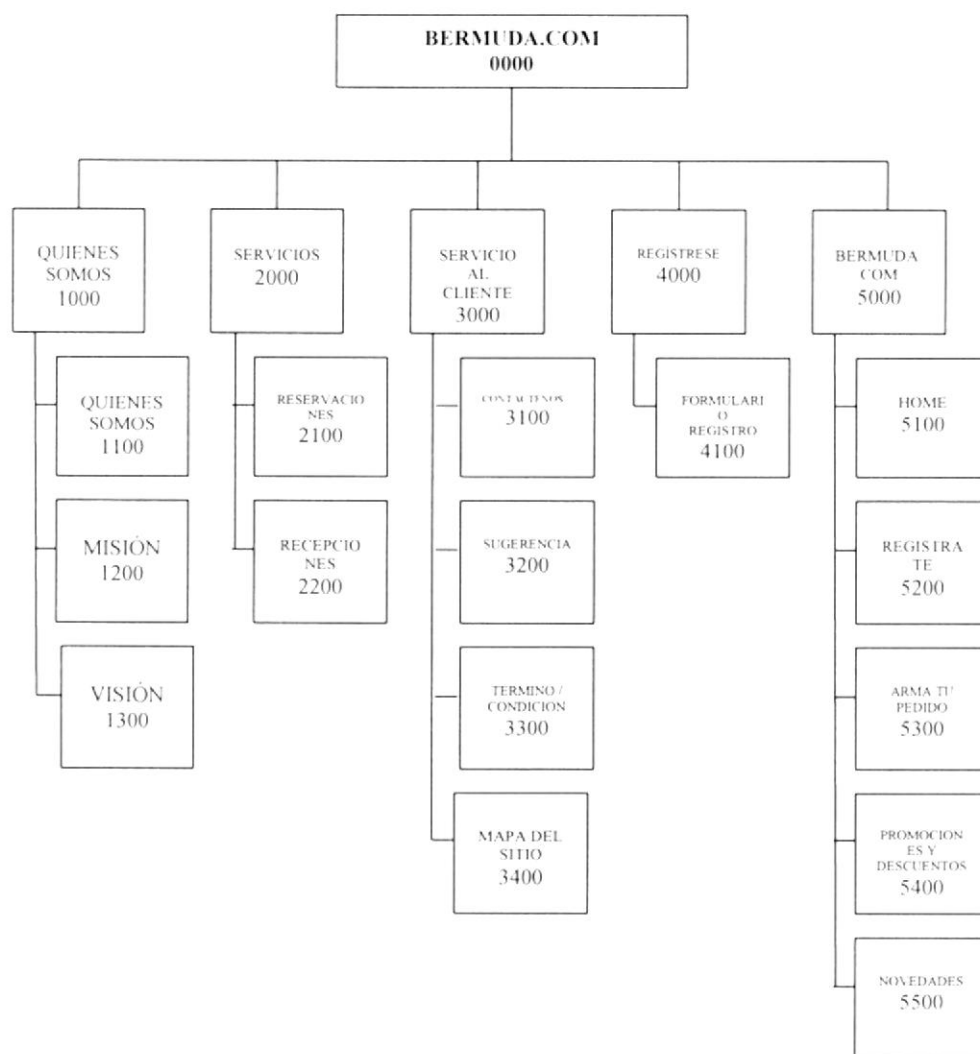 BERMUDA.COM
0000
QUIENES
SOMOS
1000
SERVICIOS
2000
SERVICIO
AL
CLIENTE
3000
REGÍSTRESE
4000
BERMUDA
COM
5000
QUIENES
SOMOS
1100
MISIÓN
1200
VISIÓN
1300
RESERVACIO
NES
2100
RECEPCIO
NES
2200
CONTÁCTENOS
3100
SUGERENCIA
3200
TERMINO /
CONDICION
3300
MAPA DEL
SITIO
3400
FORMULARI
O
REGISTRO
4100
HOME
5100
REGISTRA
TE
5200
ARMA TU
PEDIDO
5300
PROMOCION
ES Y
DESCUENTOS
5400
NOVEDADES
5500